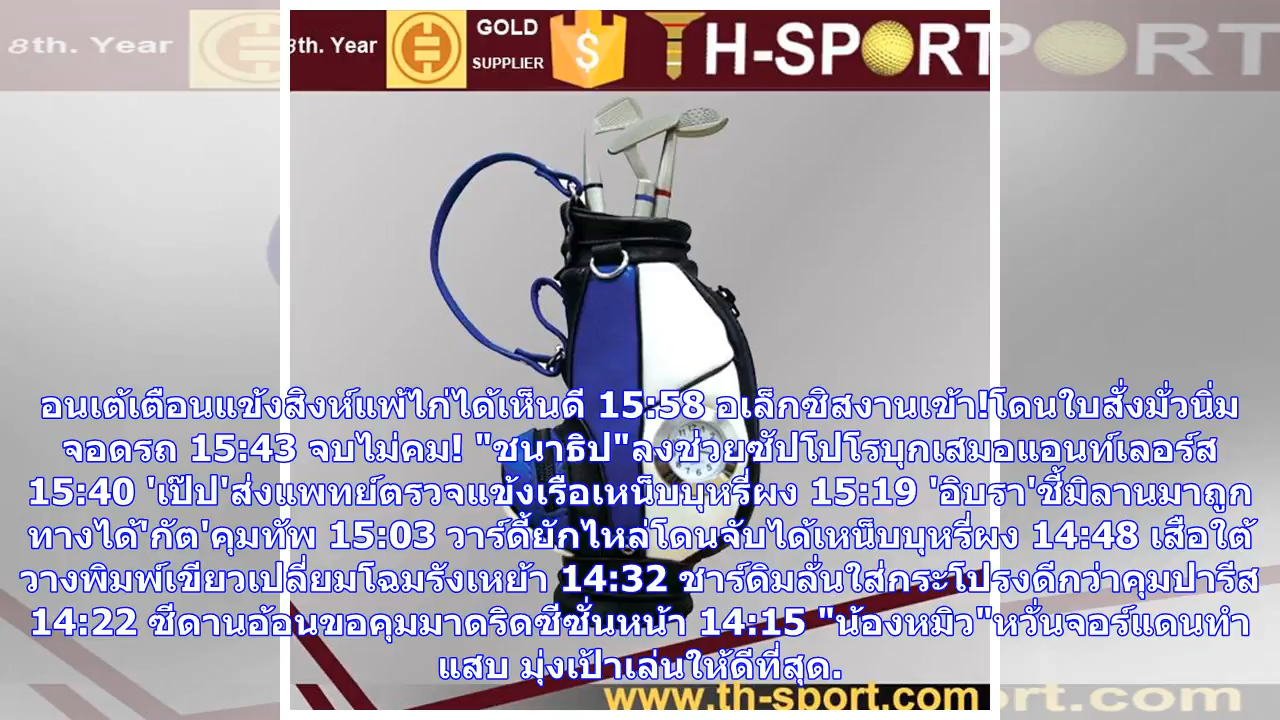 8th. Year
8th. Year
GOLD
SUPPLIER
$
H-SPORT
PORT
อนเต้เตือนแข้งสิงห์แพ้ไก่ได้เห็นดี 15:58 อเล็กซิสงานเข้า!โดนใบสั่งมั่วนิ่ม
จอดรถ 15:43 จบไม่คม! "ชนาธิป"ลงช่วยซัปโปโรบุกเสมอแอนท์เลอร์ส
15:40 'เป๊ป'ส่งแพทย์ตรวจแข้งเรือเหน็บบุหรี่ผง 15:19 'อิบรา'ชี้มิลานมาถูก
ทางได้'กัต'คุมทัพ 15:03 วาร์ดี้ยักไหล่โดนจับได้เหน็บบุหรี่ผง 14:48 เสือใต้
วางพิมพ์เขียวเปลี่ยมโฉมรังเหย้า 14:32 ชาร์ดิมลั่นใส่กระโปรงดีกว่าคุมปารีส
14:22 ซีดานอ้อนขอคุมมาดริดซีซั่นหน้า 14:15 "น้องหมิว"หวั่นจอร์แดนทำ
แสบ มุ่งเป้าเล่นให้ดีที่สุด.
www.th-sport.com
rt.com